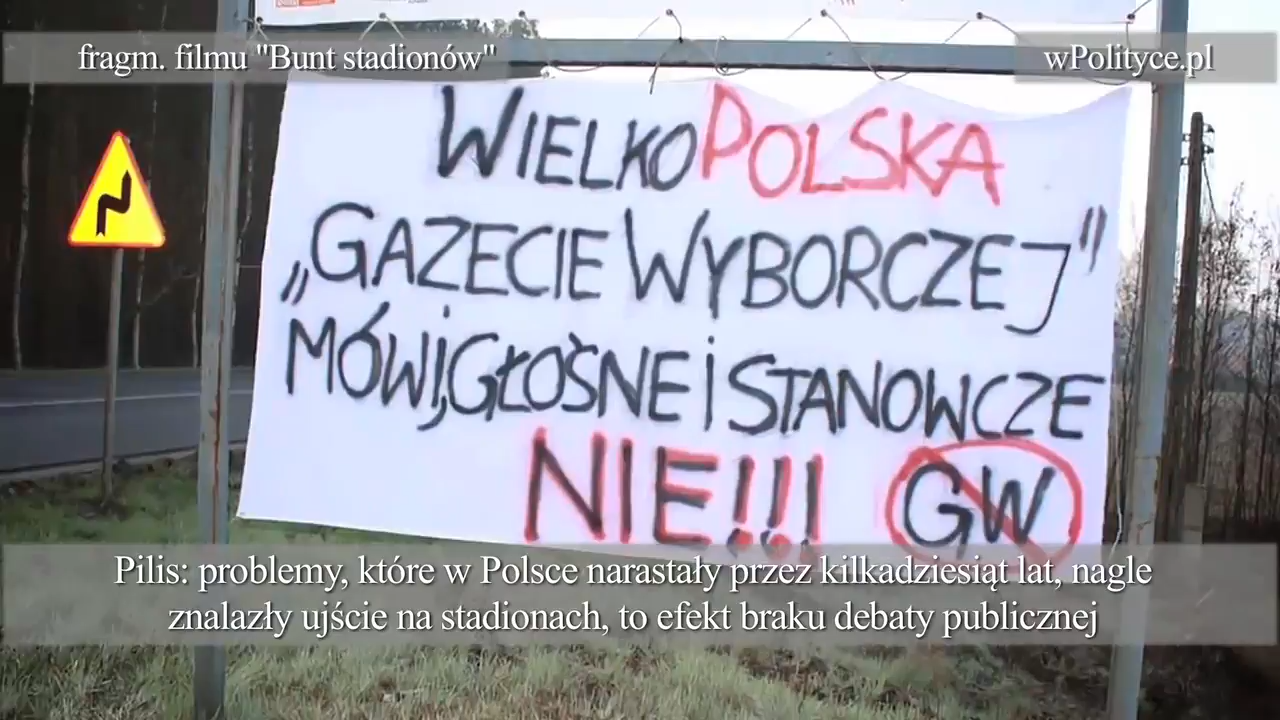 fragm. filmu "Bunt stadionów"
wPolityce.pl
WIELKOPOLSKA
„GAZECIE WYBORCZEJ"
MÓWI,GŁOŚNE I STANOWCZE
NIE!!! GW
Pilis: problemy, które w Polsce narastały przez kilkadziesiąt lat, nagle
znalazły ujście na stadionach, to efekt braku debaty publicznej